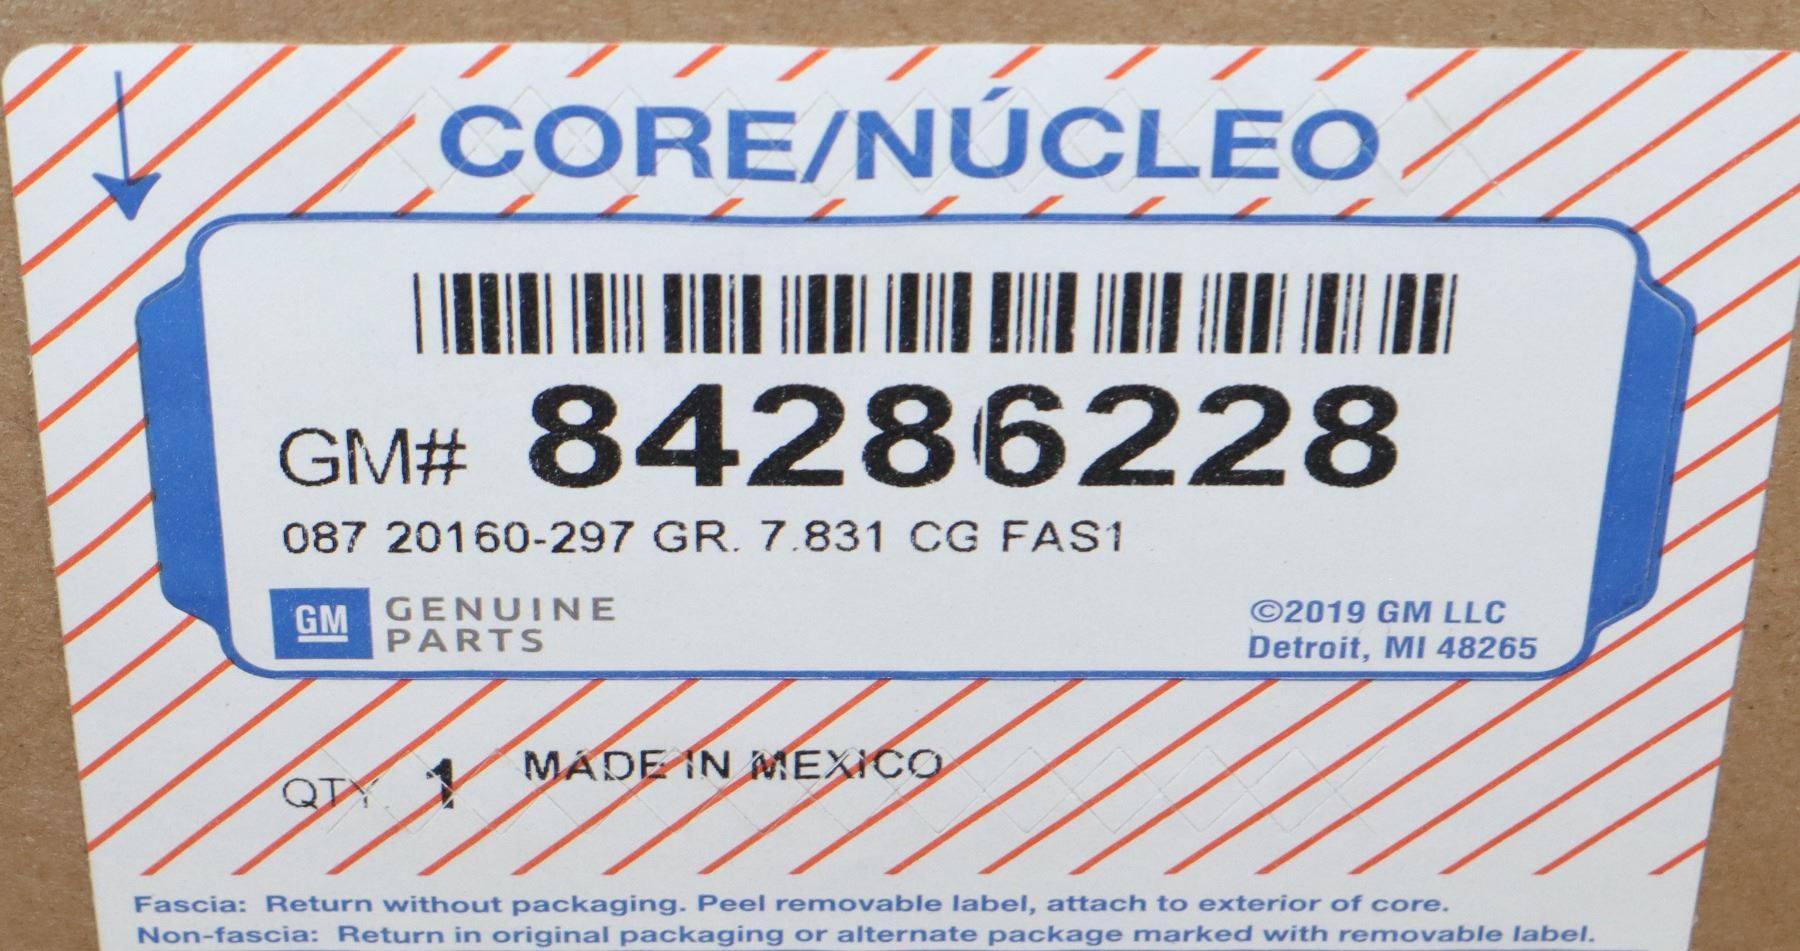 CORE/NÚCLEO
GM# 84286228
087 20160-297 GR. 7.831 CG FAS1
GM GENUINE
PARTS
©2019 GM LLC
Detroit, MI 48265
QTY 1 MADE IN MEXICO
Fascia: Return without packaging. Peel removable label, attach to exterior of core.
Non-fascia: Return in original packaging or alternate package marked with removable label.